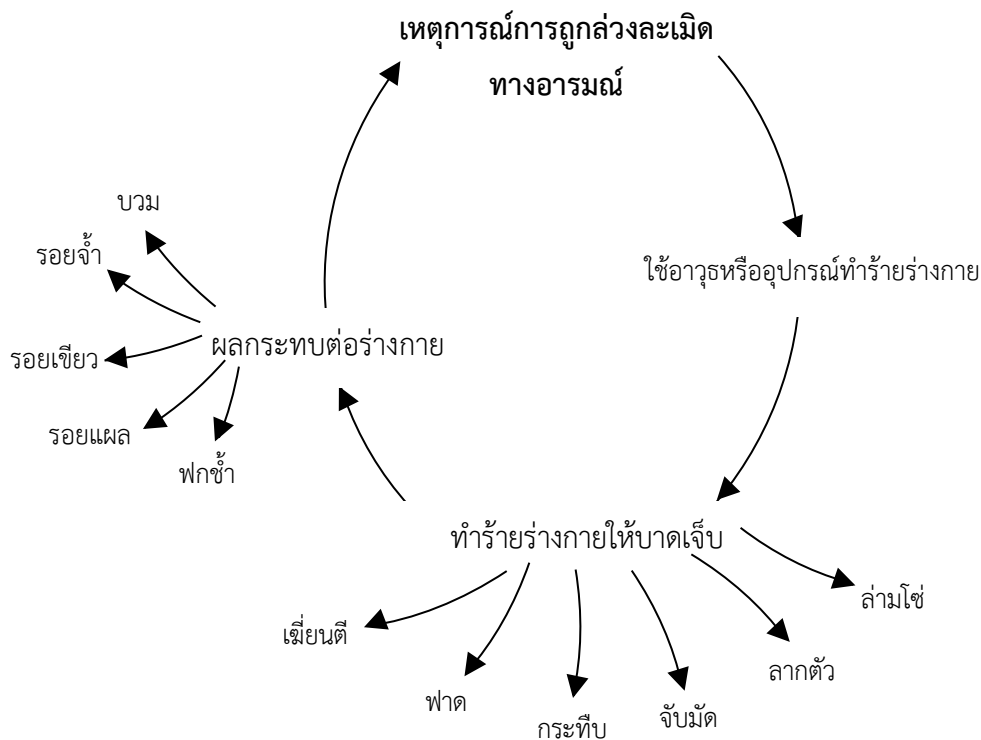 เหตุการณ์การถูกล่วงละเมิด
ทางอารมณ์
ใช้อาวุธหรืออุปกรณ์ทำร้ายร่างกาย
ทำร้ายร่างกายให้บาดเจ็บ
ล่ามโซ่
ลากตัว
จับมัด
กระทืบ
ฟาด
เฆี่ยนตี
ผลกระทบต่อร่างกาย
บวม
รอยจ้ำ
รอยเขียว
รอยแผล
ฟกช้ำ